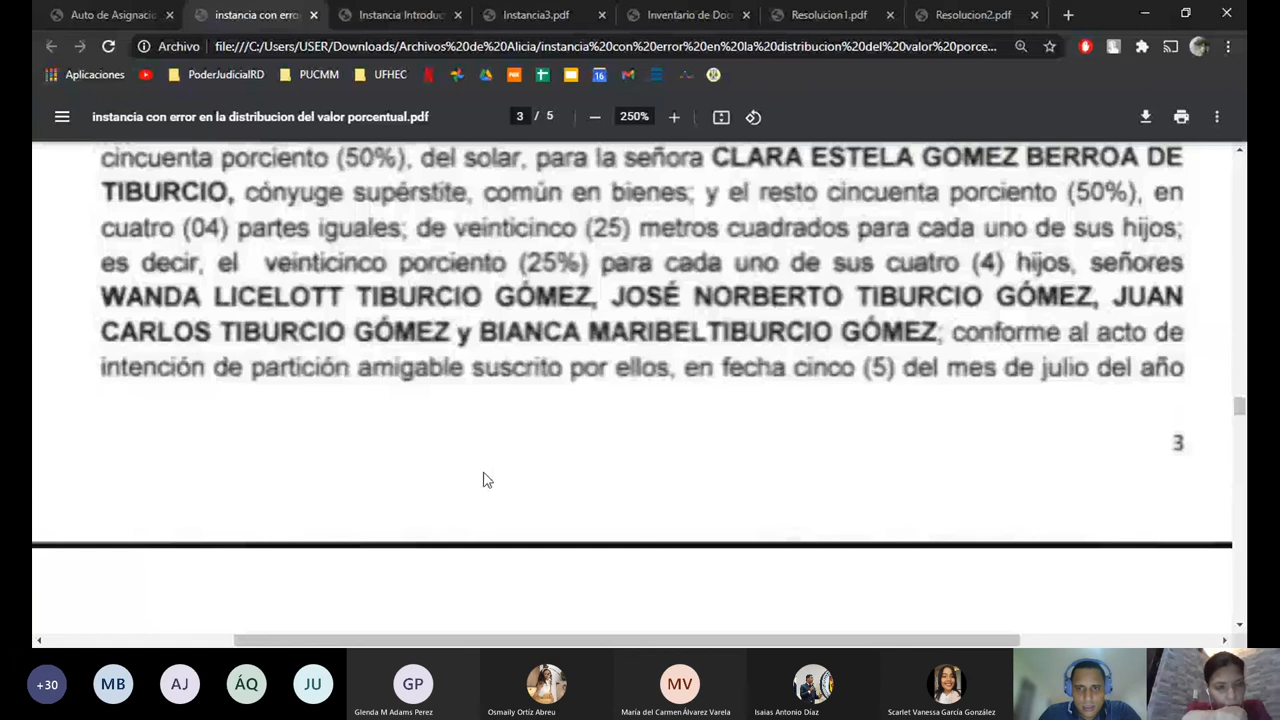 Auto de Asignació
instancia con erro
Instancia Introduc
Instancia3.pdf
Inventario de Doc
Resolucion1.pdf
Resolucion2.pdf
Archivo
file:///C:/Users/USER/Downloads/Archivos%20de%20Alicia/instancia%20con%20error%20en%20la%20distribucion%20del%20valor%20porce...
Aplicaciones
PoderJudicialRD
PUCMM
UFHEC
16
instancia con error en la distribucion del valor porcentual.pdf
3 / 5
250%
cincuenta porciento (50%), del solar, para la señora CLARA ESTELA GOMEZ BERROA DE
TIBURCIO, cónyuge supérstite, común en bienes; y el resto cincuenta porciento (50%), en
cuatro (04) partes iguales; de veinticinco (25) metros cuadrados para cada uno de sus hijos;
es decir, el veinticinco porciento (25%) para cada uno de sus cuatro (4) hijos, señores
WANDA LICELOTT TIBURCIO GÓMEZ, JOSÉ NORBERTO TIBURCIO GÓMEZ, JUAN
CARLOS TIBURCIO GÓMEZ y BIANCA MARIBELTIBURCIO GÓMEZ; conforme al acto de
intención de partición amigable suscrito por ellos, en fecha cinco (5) del mes de julio del año
3
+30
MB
AJ
ÁQ
JU
GP
MV
Glenda M Adams Perez
Osmaily Ortíz Abreu
María del Carmen Álvarez Varela
Isaias Antonio Díaz
Scarlet Vanessa García González